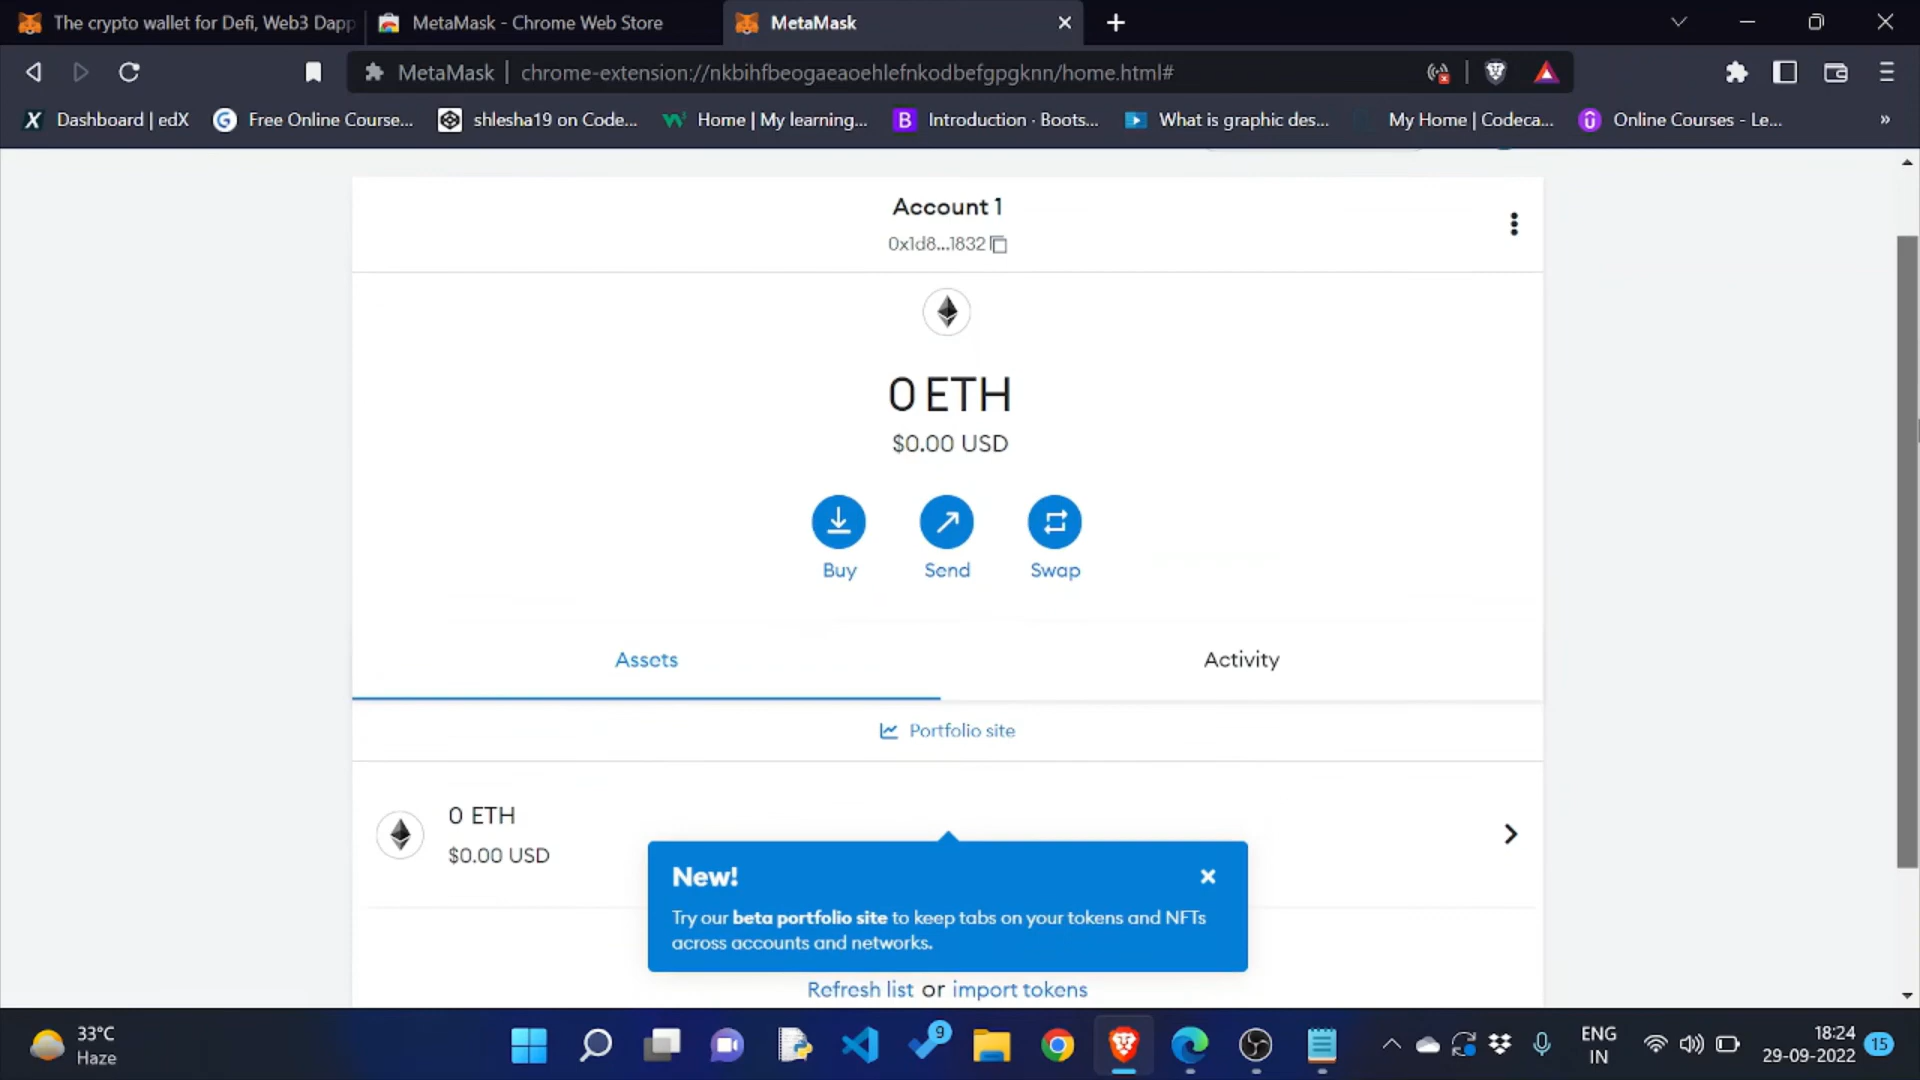 The crypto wallet for Defi, Web3 Dapp
MetaMask - Chrome Web Store
MetaMask
MetaMask
chrome-extension://nkbihfbeogaeaoehlefnkodbefgpgknn/home.html#
Dashboard | edX
Free Online Course...
shlesha19 on Code...
Home | My learning...
Introduction · Boots...
What is graphic des...
My Home | Codeca...
Online Courses - Le...
»
Account 1
0x1d8...1832
0 ETH
$0.00 USD
Buy
Send
Swap
Assets
Activity
Portfolio site
0 ETH
$0.00 USD
New!
Try our beta portfolio site to keep tabs on your tokens and NFTs
across accounts and networks.
Refresh list or import tokens
33°C
Haze
9
ENG
IN
18:24
29-09-2022
15